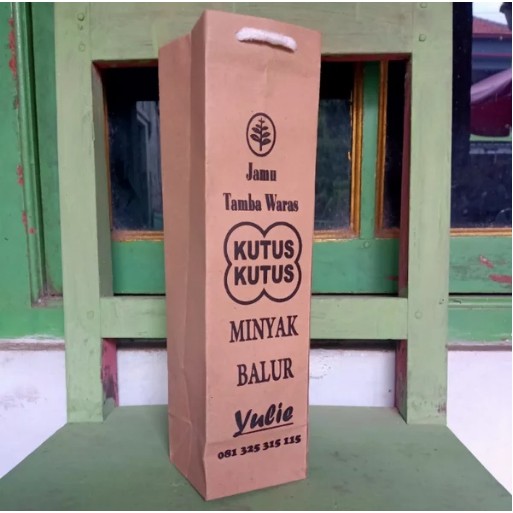 Jamu
Tamba Waras
KUTUS
KUTUS
MINYAK
BALUR
Yulie
081 325 315 115